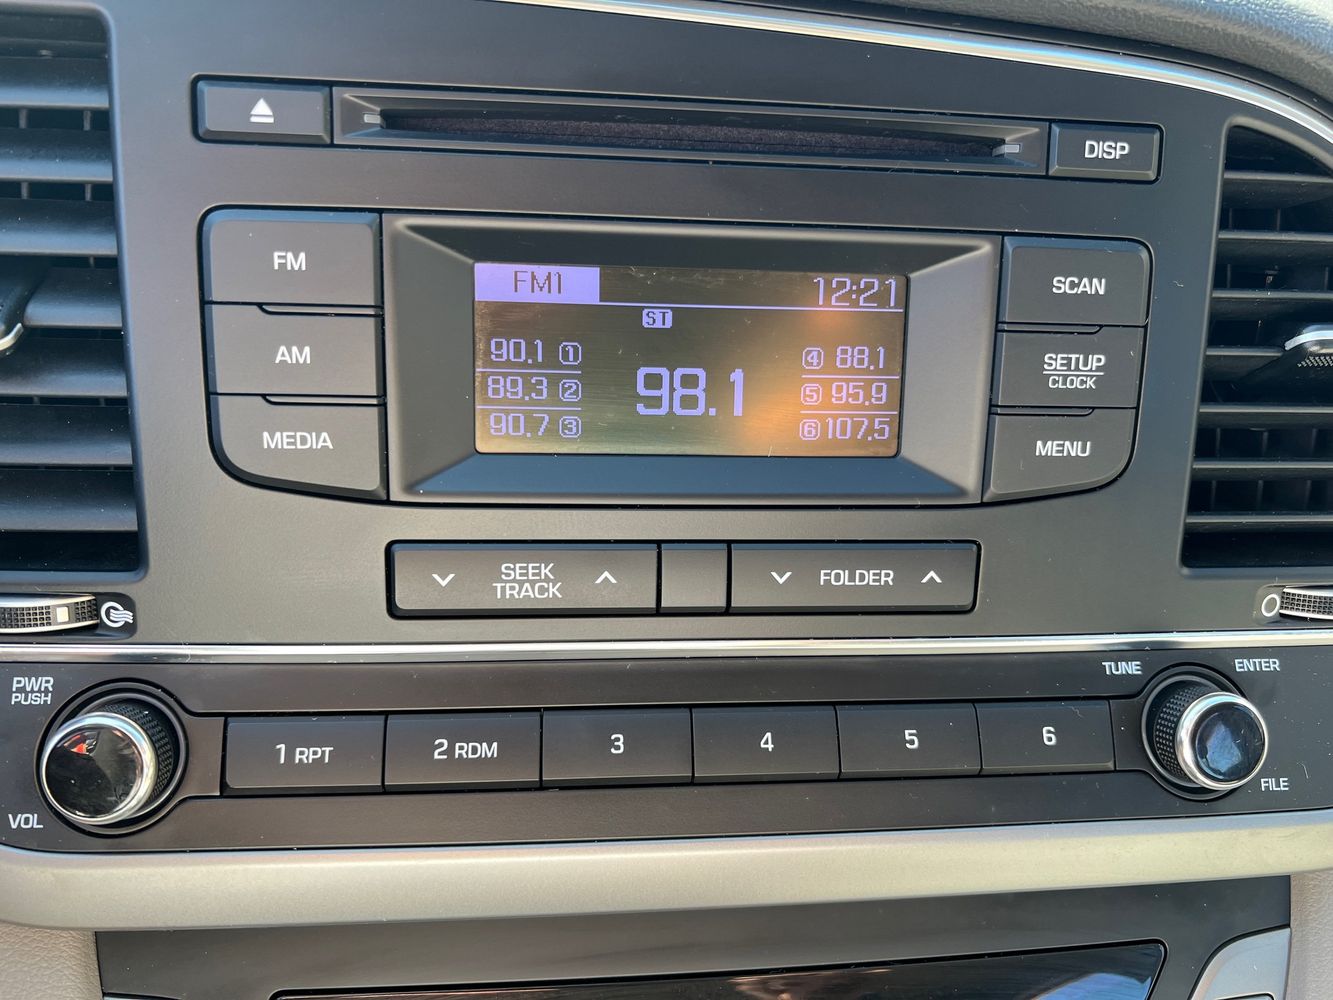 DISP
FM
AM
MEDIA
FM1 12:21
ST
90.1 1
89.3 2
90.7 3
98.1
4 88.1
5 95.9
6 107.5
SCAN
SETUP
CLOCK
MENU
SEEK
TRACK
FOLDER
PWR
PUSH
VOL
1 RPT
2 RDM
3
4
5
6
TUNE
ENTER
FILE